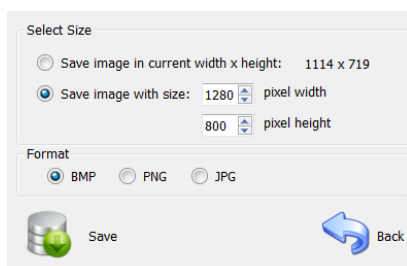 Select Size
Save image in current width x height: 1114 x 719
Save image with size: 1280 pixel width
800 pixel height
Format
BMP PNG JPG
Save Back